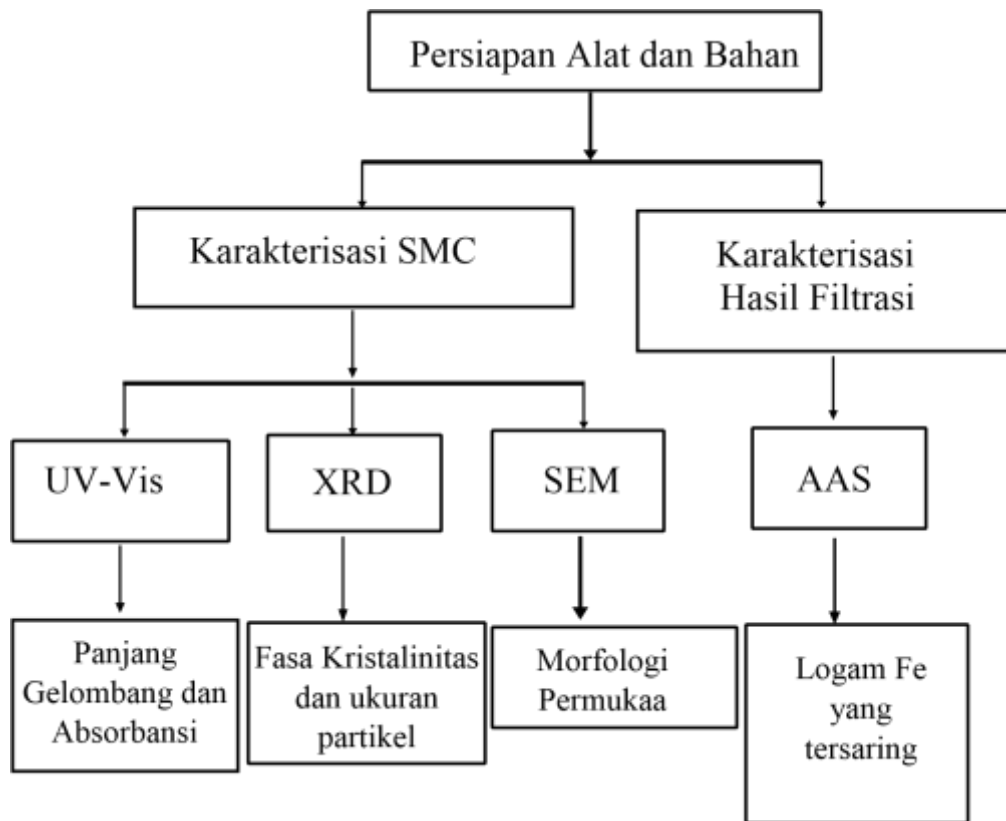 Persiapan Alat dan Bahan
Karakterisasi SMC
Karakterisasi
Hasil Filtrasi
UV-Vis
XRD
SEM
AAS
Panjang
Gelombang dan
Absorbansi
Fasa Kristalinitas
dan ukuran
partikel
Morfologi
Permukaa
Logam Fe
yang
tersaring